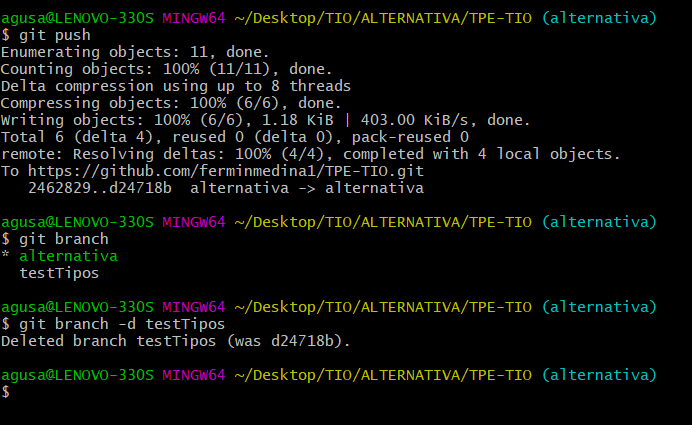 agusa@LENOVO-330S MINGW64 ~/Desktop/TIO/ALTERNATIVA/TPE-TIO (alternativa)
$ git push
Enumerating objects: 11, done.
Counting objects: 100% (11/11), done.
Delta compression using up to 8 threads
Compressing objects: 100% (6/6), done.
Writing objects: 100% (6/6), 1.18 KiB | 403.00 KiB/s, done.
Total 6 (delta 4), reused 0 (delta 0), pack-reused 0
remote: Resolving deltas: 100% (4/4), completed with 4 local objects.
To https://github.com/ferminmedina1/TPE-TIO.git
   2462829..d24718b  alternativa -> alternativa
agusa@LENOVO-330S MINGW64 ~/Desktop/TIO/ALTERNATIVA/TPE-TIO (alternativa)
$ git branch
* alternativa
  testTipos
agusa@LENOVO-330S MINGW64 ~/Desktop/TIO/ALTERNATIVA/TPE-TIO (alternativa)
$ git branch -d testTipos
Deleted branch testTipos (was d24718b).
agusa@LENOVO-330S MINGW64 ~/Desktop/TIO/ALTERNATIVA/TPE-TIO (alternativa)
$